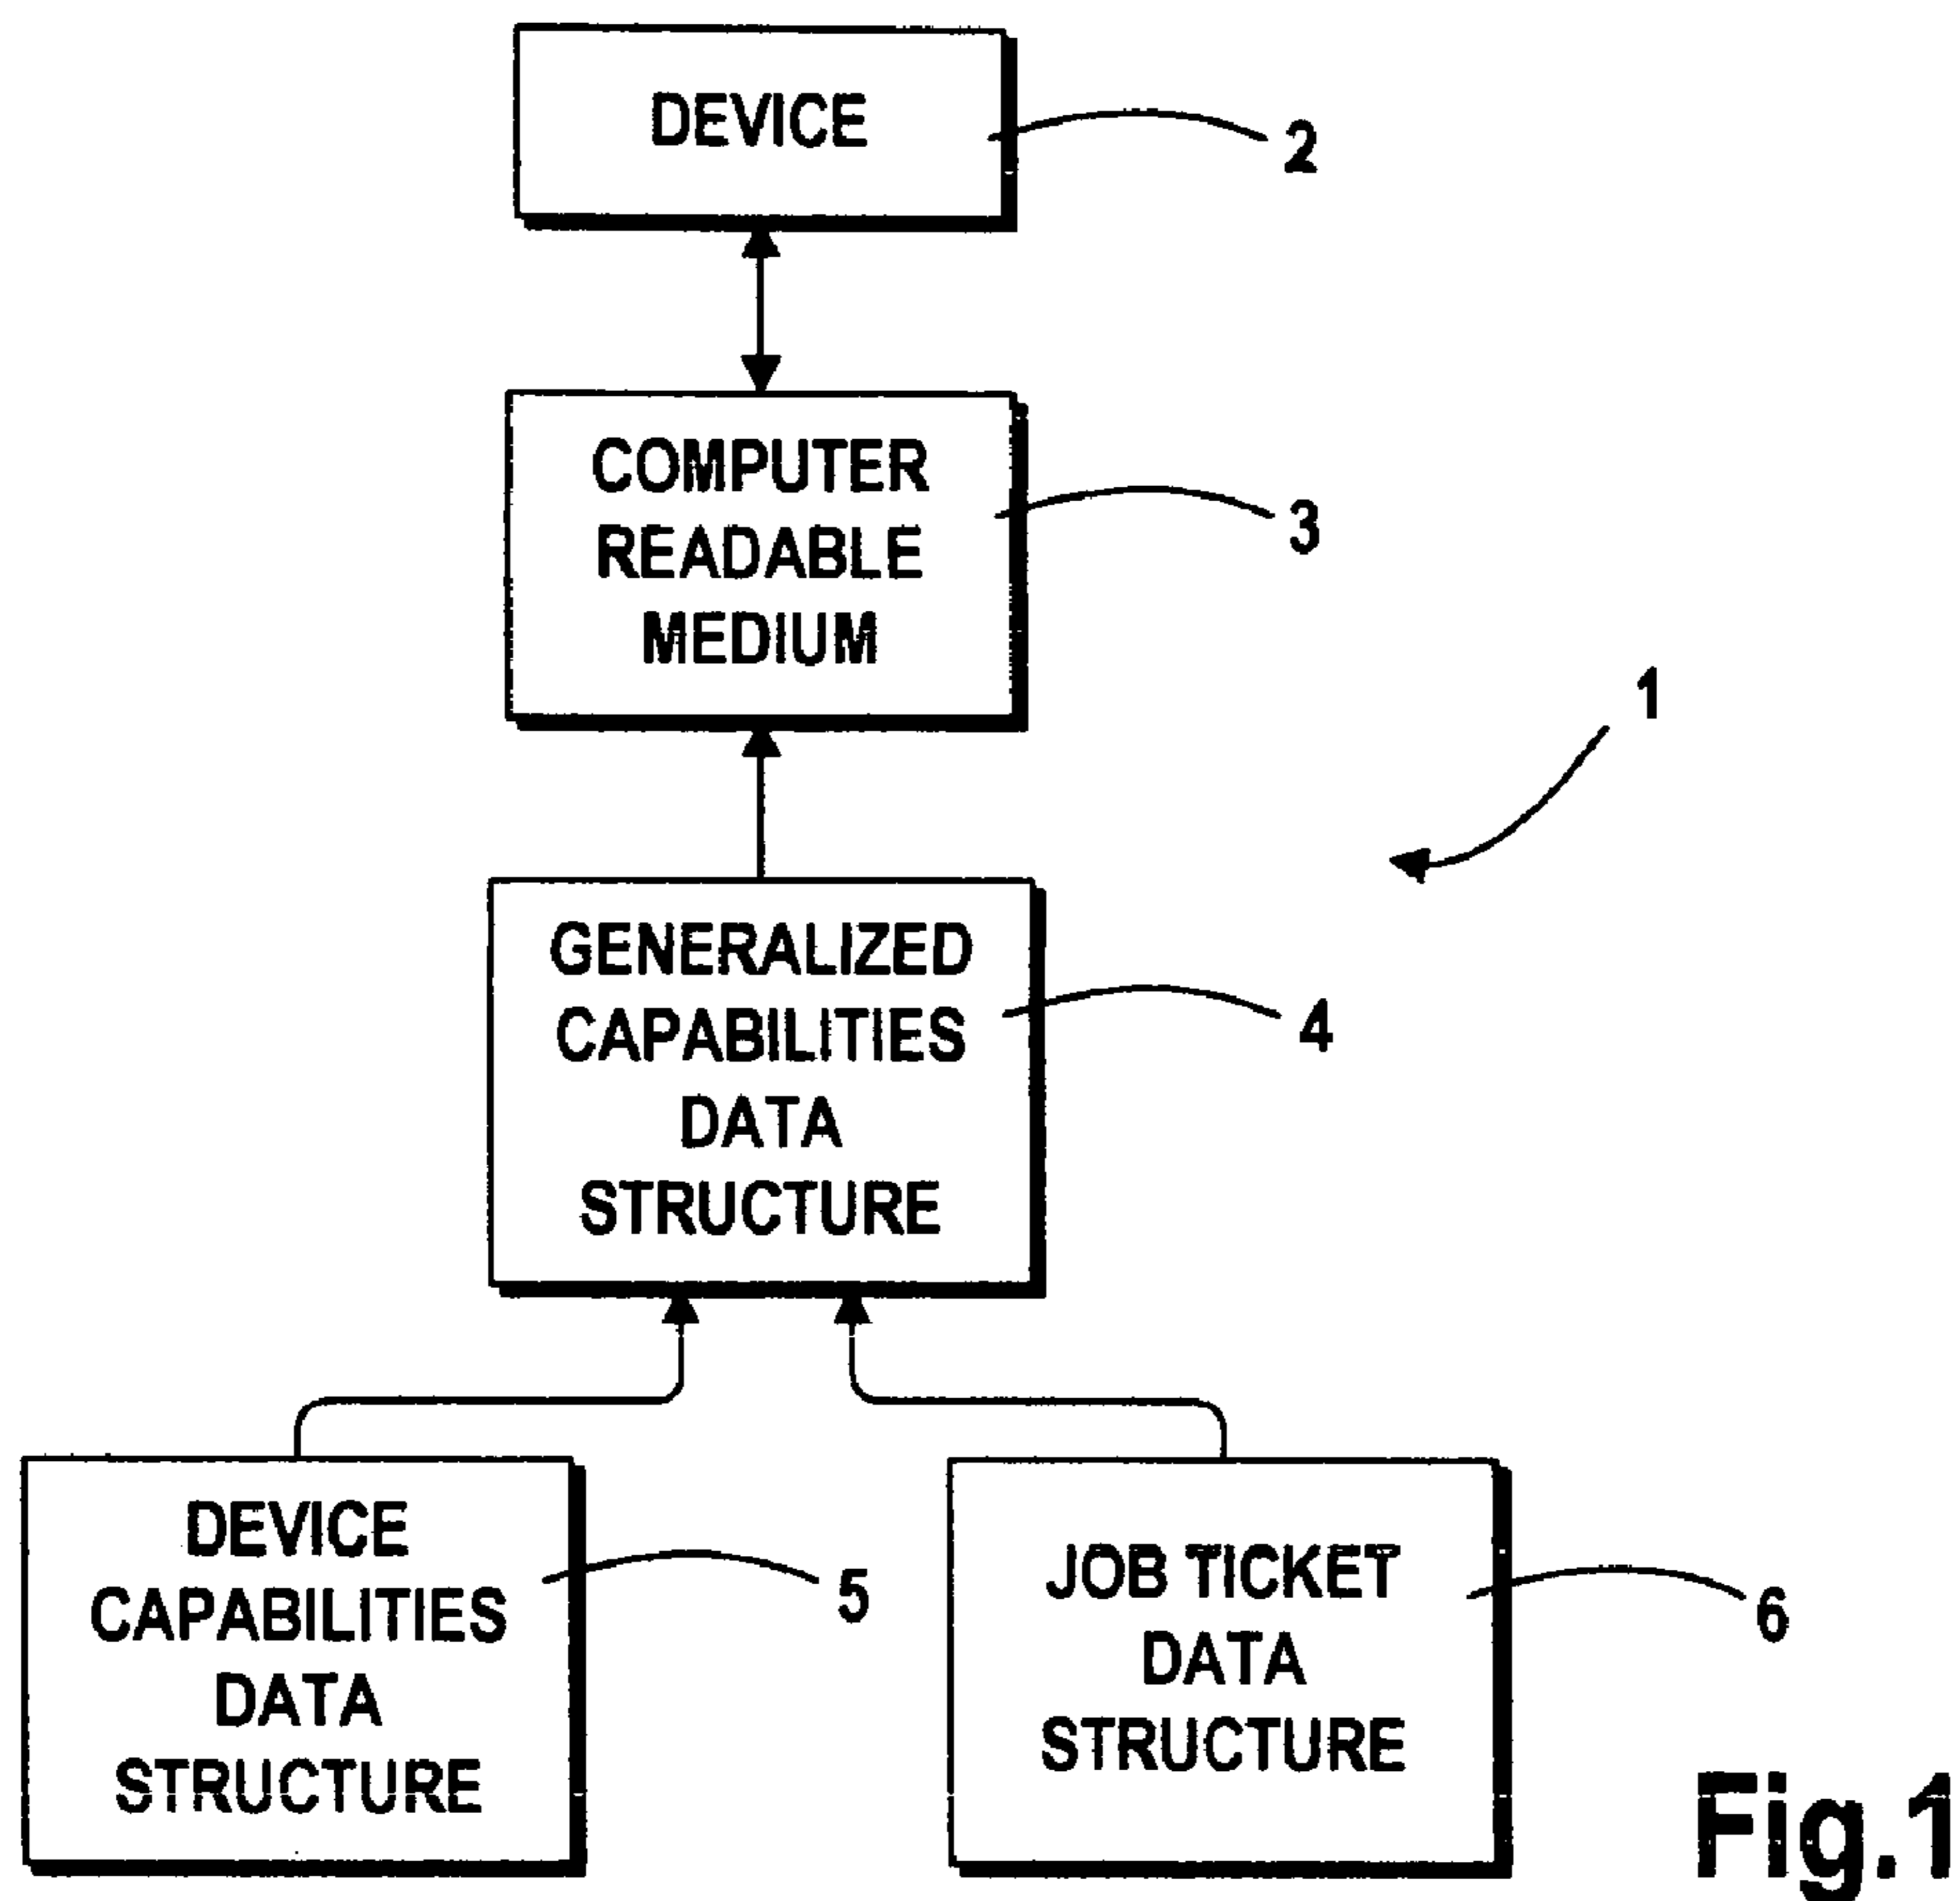 DEVICE
2
COMPUTER
READABLE
MEDIUM
3
1
GENERALIZED
CAPABILITIES
DATA
STRUCTURE
4
DEVICE
CAPABILITIES
DATA
STRUCTURE
5
JOB TICKET
DATA
STRUCTURE
6
Fig.1